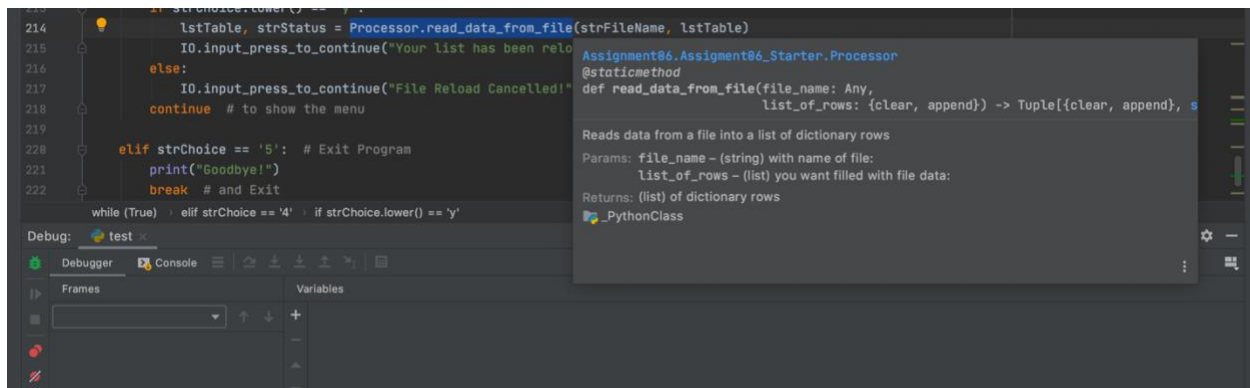 213 if strChoice.lower() == 'y':
214 lstTable, strStatus = Processor.read_data_from_file(strFileName, lstTable)
215 IO.input_press_to_continue("Your list has been relo
216 else:
217 IO.input_press_to_continue("File Reload Cancelled!"
218 continue # to show the menu
219
220 elif strChoice == '5': # Exit Program
221 print("Goodbye!")
222 break # and Exit
while (True) › elif strChoice == '4' › if strChoice.lower() == 'y'
Assignment06.Assigment06_Starter.Processor
@staticmethod
def read_data_from_file(file_name: Any,
list_of_rows: {clear, append}) -> Tuple[{clear, append}, s
Reads data from a file into a list of dictionary rows
Params: file_name – (string) with name of file:
list_of_rows – (list) you want filled with file data:
Returns: (list) of dictionary rows
_PythonClass
Debug: test
Debugger Console
Frames Variables